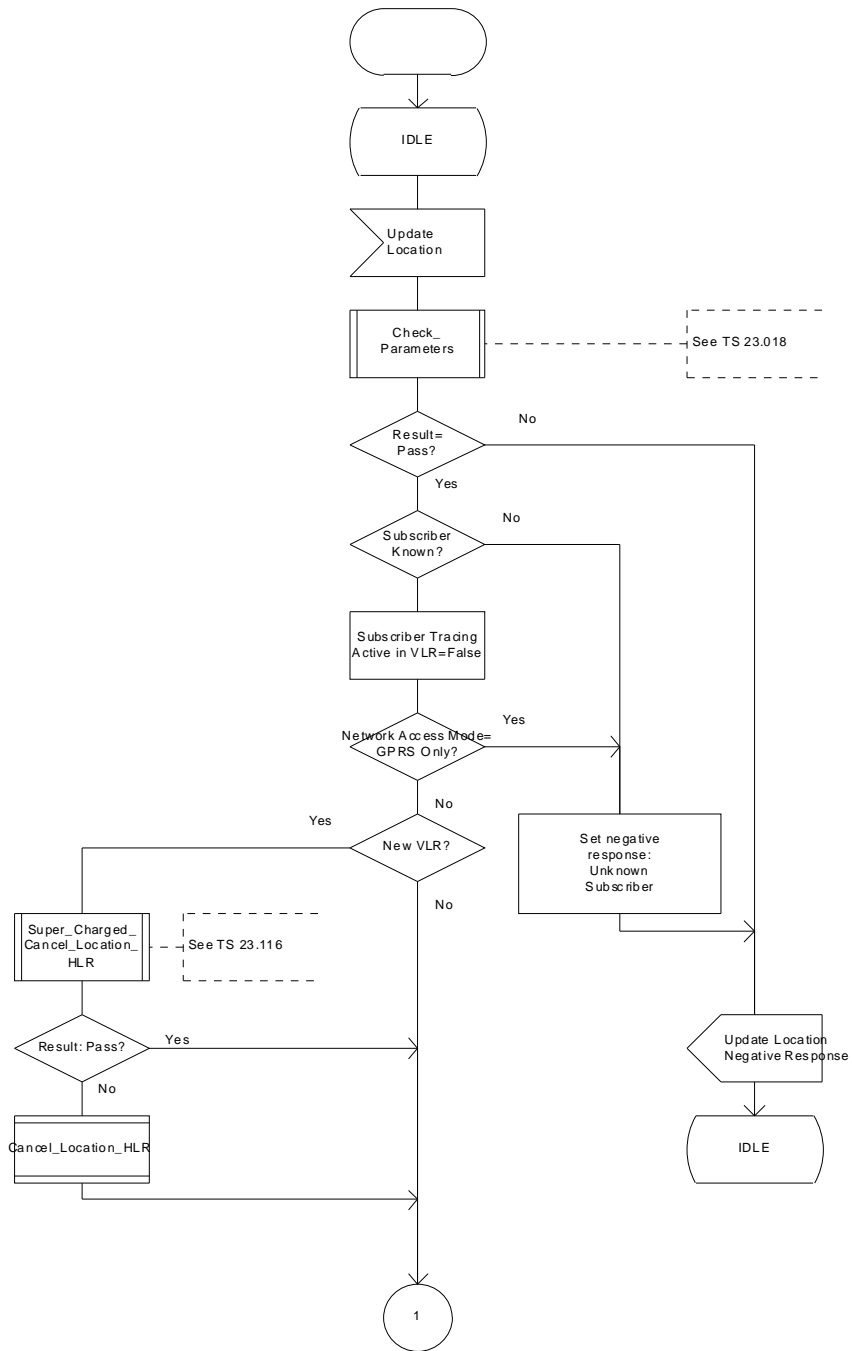 IDLE
Update
Location
Check_
Parameters
See TS 23.018
No
Result=
Pass?
Yes
No
Subscriber
Known?
Subscriber Tracing
Active in VLR=False
Yes
Network Access Mode=
GPRS Only?
No
Yes
New VLR?
No
Set negative
response:
Unknown
Subscriber
Super_Charged_
Cancel_Location_
HLR
See TS 23.116
Result: Pass?
Yes
No
Update Location
Negative Response
Cancel_Location_HLR
IDLE
1